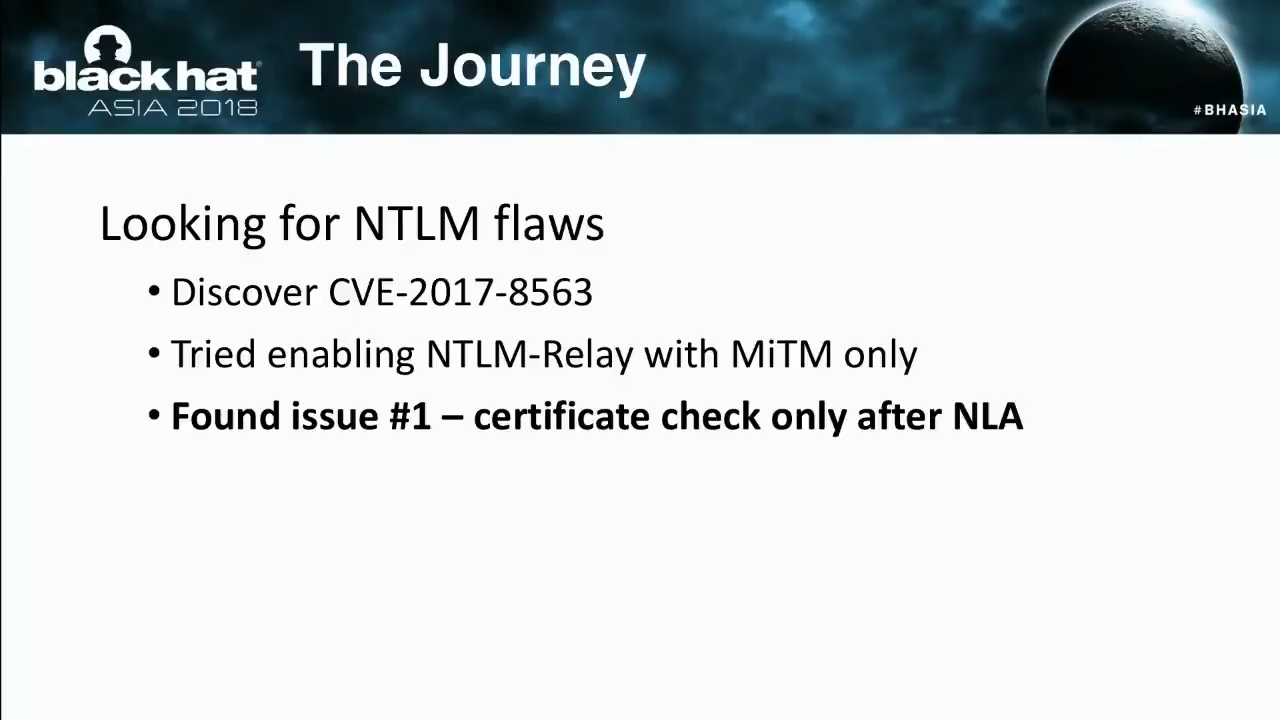 black hat
ASIA 2018
The Journey
#BHASIA
Looking for NTLM flaws
• Discover CVE-2017-8563
• Tried enabling NTLM-Relay with MiTM only
• Found issue #1 – certificate check only after NLA